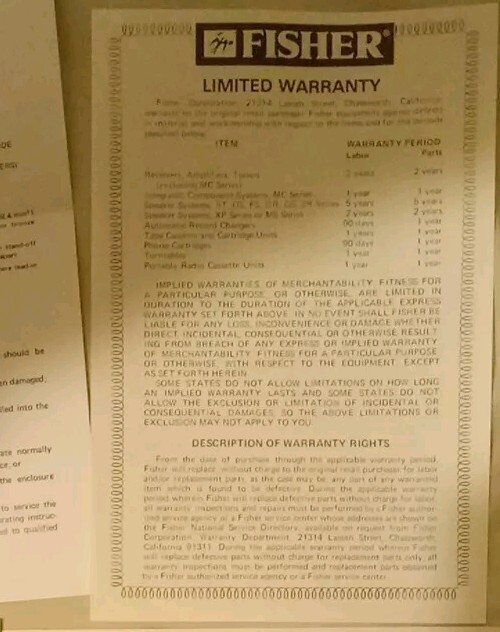 FISHER®
LIMITED WARRANTY
Fisher Corporation, 21314 Lassen Street, Chatsworth, California,
warrants to the original retail purchaser, Fisher equipment against defects
in material and workmanship with respect to the items and for the periods
specified below.
ITEM WARRANTY PERIOD
Labor Parts
Receivers, Amplifiers, Tuners 2 years 2 years
(excluding MC Series)
Integrated Component Systems, MC Series 1 year 1 year
Speaker Systems, ST, Series 5 years 5 years
Speaker Systems, XP Series or MS Series 2 years 2 years
Automatic Record Changers 90 days 1 year
Tape Cassette and Cartridge Units 1 year
Phono Cartridges 90 days 1 year
Turntables 1 year 1 year
Portable Radio Cassette Units 1 year 1 year
IMPLIED WARRANTIES OF MERCHANTABILITY FITNESS FOR
A PARTICULAR PURPOSE, OR OTHERWISE, ARE LIMITED IN
DURATION TO THE DURATION OF THE APPLICABLE EXPRESS
WARRANTY SET FORTH ABOVE. IN NO EVENT SHALL FISHER BE
LIABLE FOR ANY LOSS, INCONVENIENCE OR DAMAGE WHETHER
DIRECT INCIDENTAL, CONSEQUENTIAL OR OTHERWISE RESULT-
ING FROM BREACH OF ANY EXPRESS OR IMPLIED WARRANTY
OF MERCHANTABILITY FITNESS FOR A PARTICULAR PURPOSE
OR OTHERWISE, WITH RESPECT TO THE EQUIPMENT, EXCEPT
AS SET FORTH HEREIN
SOME STATES DO NOT ALLOW LIMITATIONS ON HOW LONG
AN IMPLIED WARRANTY LASTS AND SOME STATES DO NOT
ALLOW THE EXCLUSION OR LIMITATION OF INCIDENTAL OR
CONSEQUENTIAL DAMAGES, SO THE ABOVE LIMITATIONS OR
EXCLUSION MAY NOT APPLY TO YOU.
DESCRIPTION OF WARRANTY RIGHTS
From the date of purchase through the applicable warranty period,
Fisher will replace, without charge to the original retail purchaser for labor
and/or replacement parts, as the case may be, any part of any warranted
item which is found to be defective. During the applicable warranty
period wherein Fisher will replace defective parts without charge for labor,
all warranty inspections and repairs must be performed by a Fisher author-
ized service agency or a Fisher service center whose addresses are shown in
the Fisher National Service Directory, available on request from Fisher
Corporation, Warranty Department, 21314 Lassen Street, Chatsworth,
California 91311. During the applicable warranty period wherein Fisher
will replace defective parts without charge for replacement parts only, all
warranty inspections must be performed and replacement parts obtained
by a Fisher authorized service agency or a Fisher service center.
should be
en damaged,
into the
normally
ce, or
the enclosure
to service the
rating instruc-
to qualified